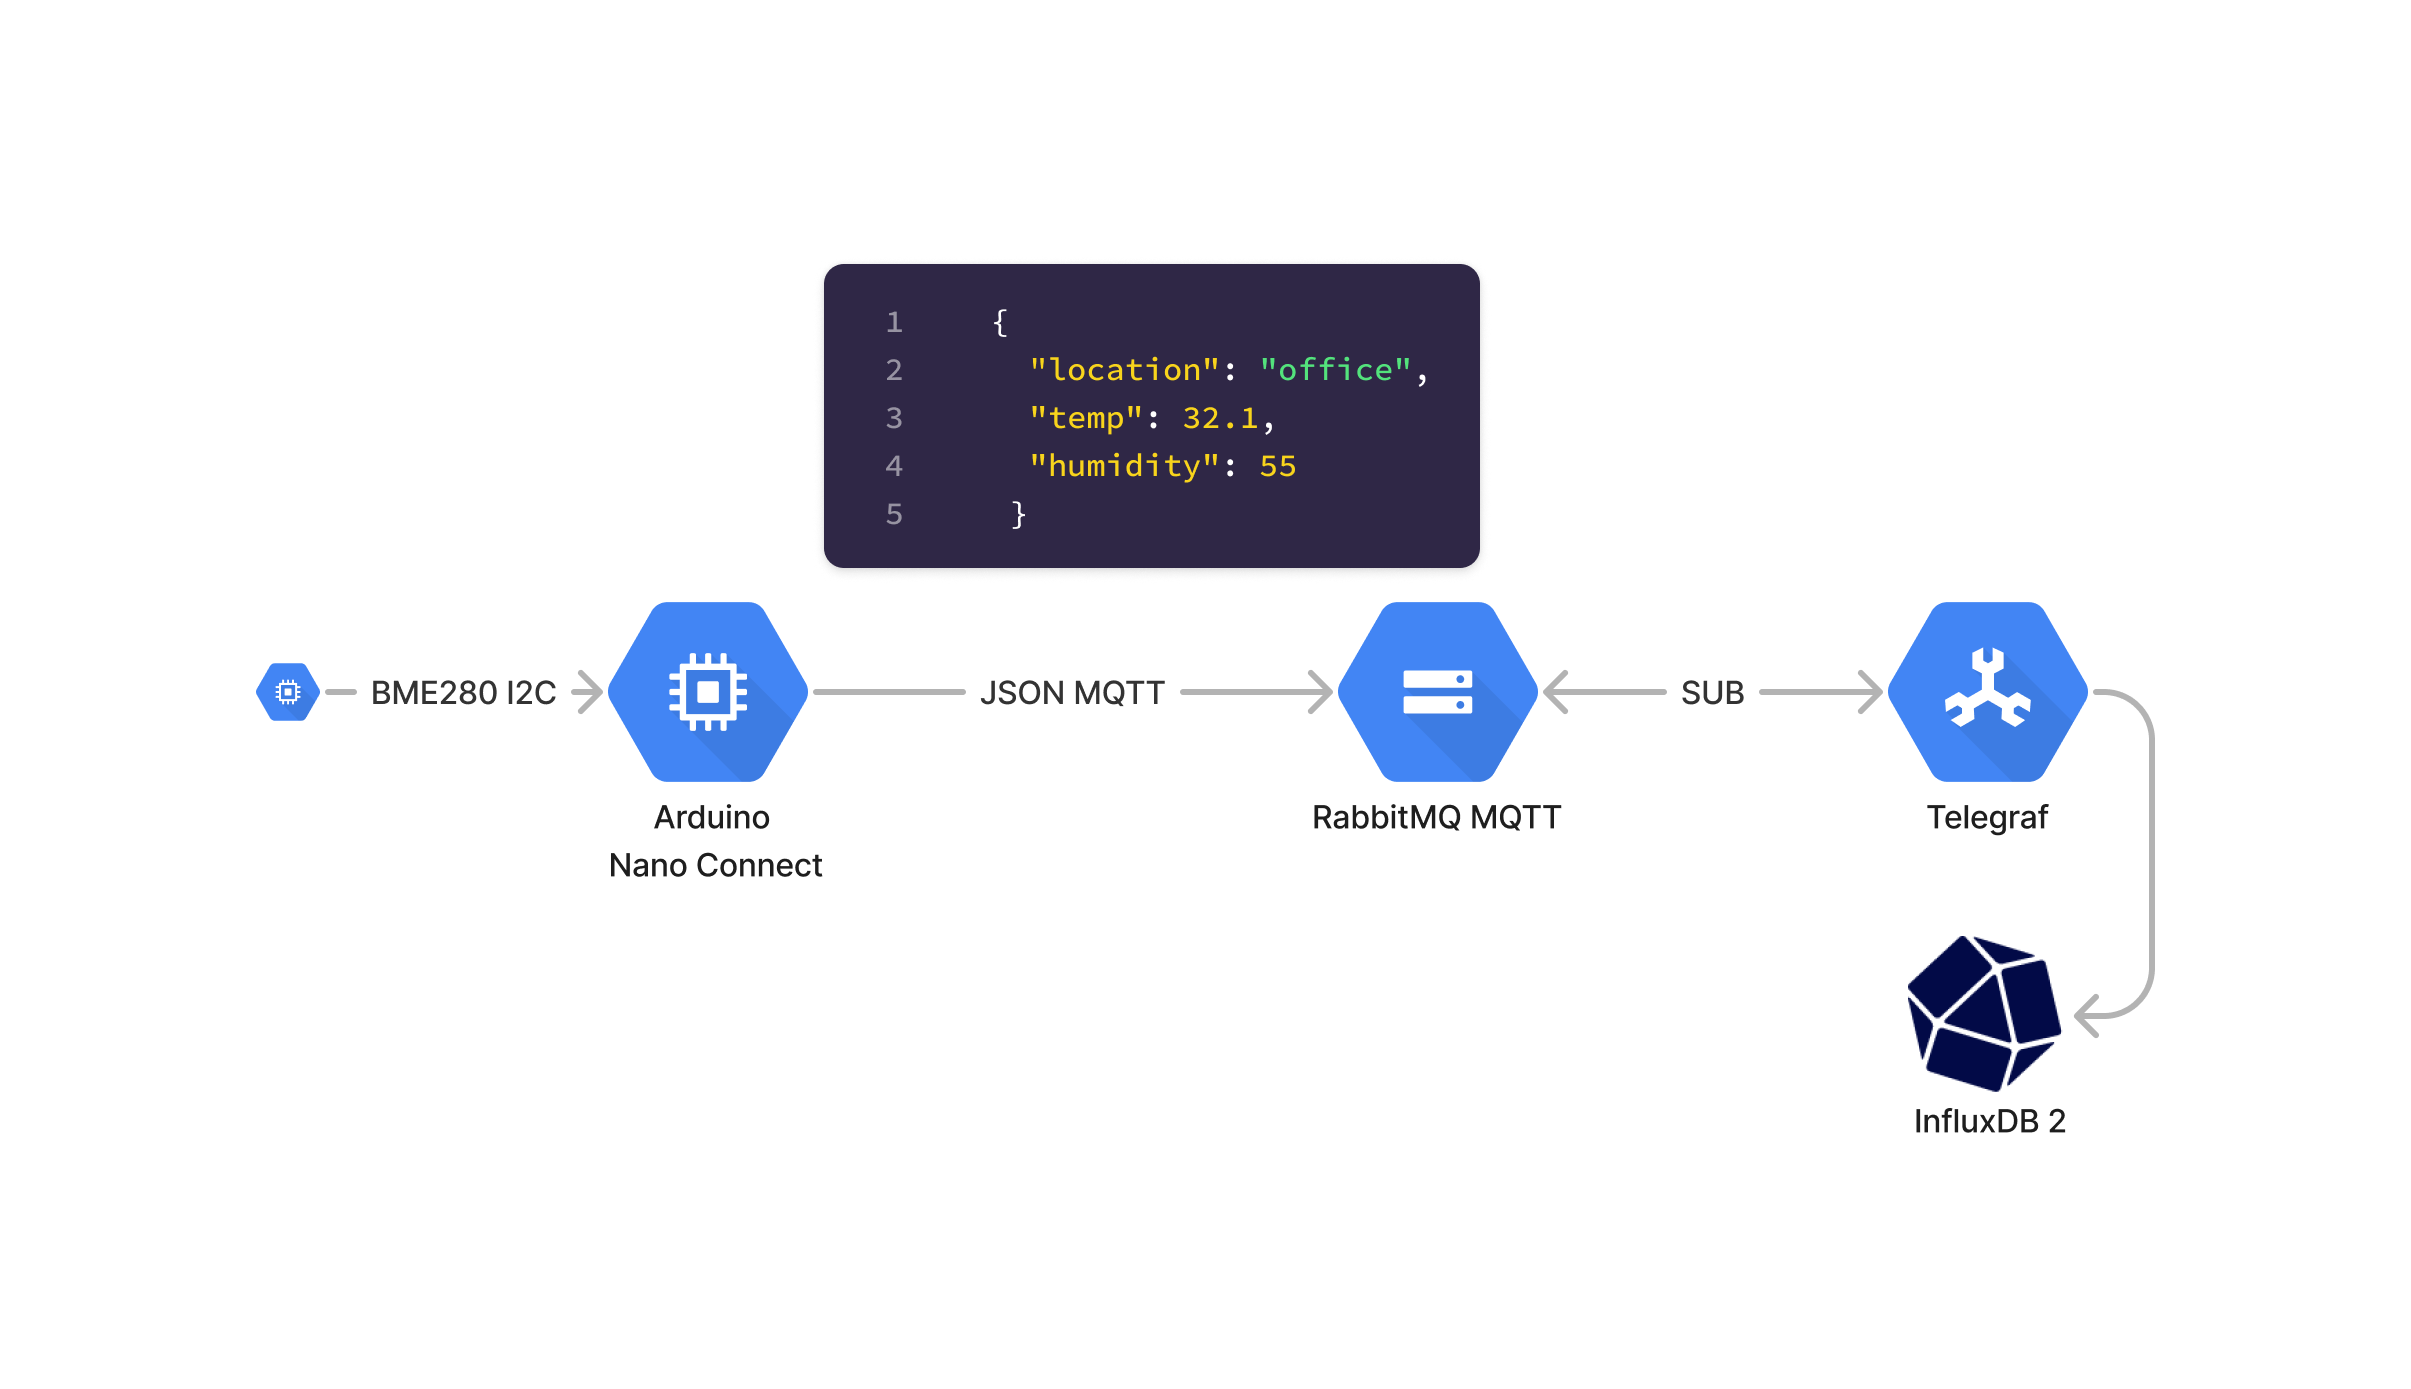 1 {
2 "location": "office",
3 "temp": 32.1,
4 "humidity": 55
5 }
BME280 I2C
JSON MQTT
SUB
Arduino
Nano Connect
RabbitMQ MQTT
Telegraf
InfluxDB 2